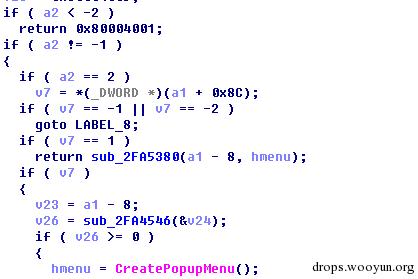 if ( a2 < -2 )
return 0x80004001;
if ( a2 != -1 )
{
if ( a2 == 2 )
v7 = *(_DWORD *)(a1 + 0x8C);
if ( v7 == -1 || v7 == -2 )
goto LABEL_8;
if ( v7 == 1 )
return sub_2FA5380(a1 - 8, hmenu);
if ( v7 )
{
v23 = a1 - 8;
v26 = sub_2FA4546(&v24);
if ( v26 >= 0 )
{
hmenu = CreatePopupMenu();
drops.wooyun.org